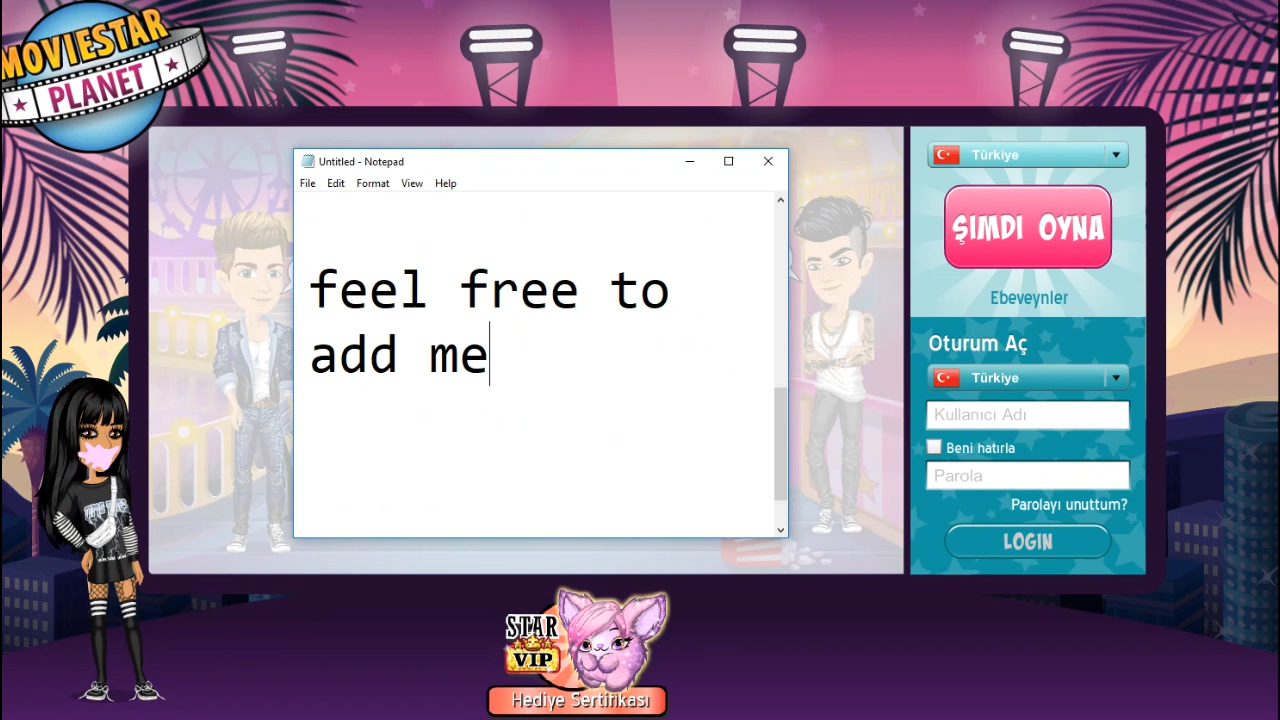 MOVIESTAR
PLANET
Untitled - Notepad
File Edit Format View Help
feel free to
add me
Türkiye
ŞIMDI OYNA
Ebeveynler
Oturum Aç
Türkiye
Kullanıcı Adı
Beni hatırla
Parola
Parolayı unuttum?
LOGIN
STAR
VIP
Hediye Sertifikası